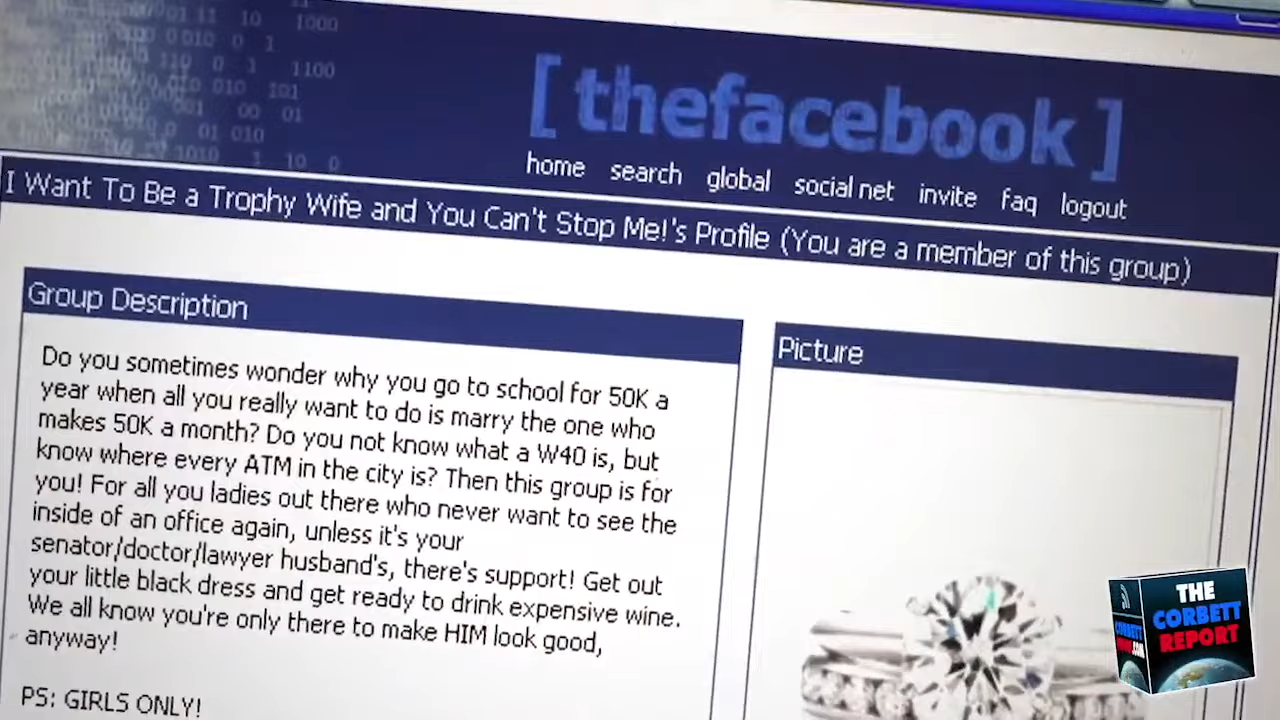 [ thefacebook ]
home search global social net invite faq logout
I Want To Be a Trophy Wife and You Can't Stop Me!'s Profile (You are a member of this group)
Group Description
Do you sometimes wonder why you go to school for 50K a
year when all you really want to do is marry the one who
makes 50K a month? Do you not know what a W40 is, but
know where every ATM in the city is? Then this group is for
you! For all you ladies out there who never want to see the
inside of an office again, unless it's your
senator/doctor/lawyer husband's, there's support! Get out
your little black dress and get ready to drink expensive wine.
We all know you're only there to make HIM look good,
anyway!
PS: GIRLS ONLY!
Picture
THE
CORBETT
REPORT